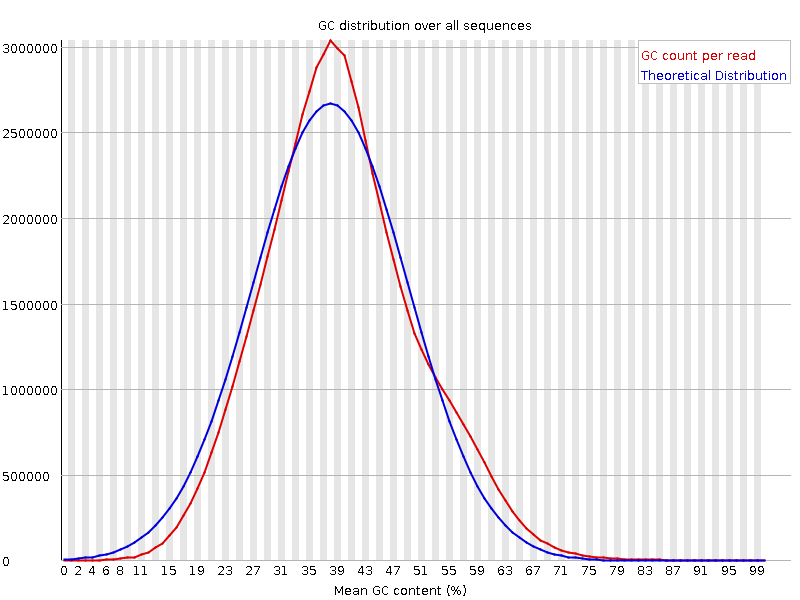 GC distribution over all sequences
GC count per read
Theoretical Distribution
3000000
2500000
2000000
1500000
1000000
500000
0
0 2 4 6 8 11 15 19 23 27 31 35 39 43 47 51 55 59 63 67 71 75 79 83 87 91 95 99
Mean GC content (%)